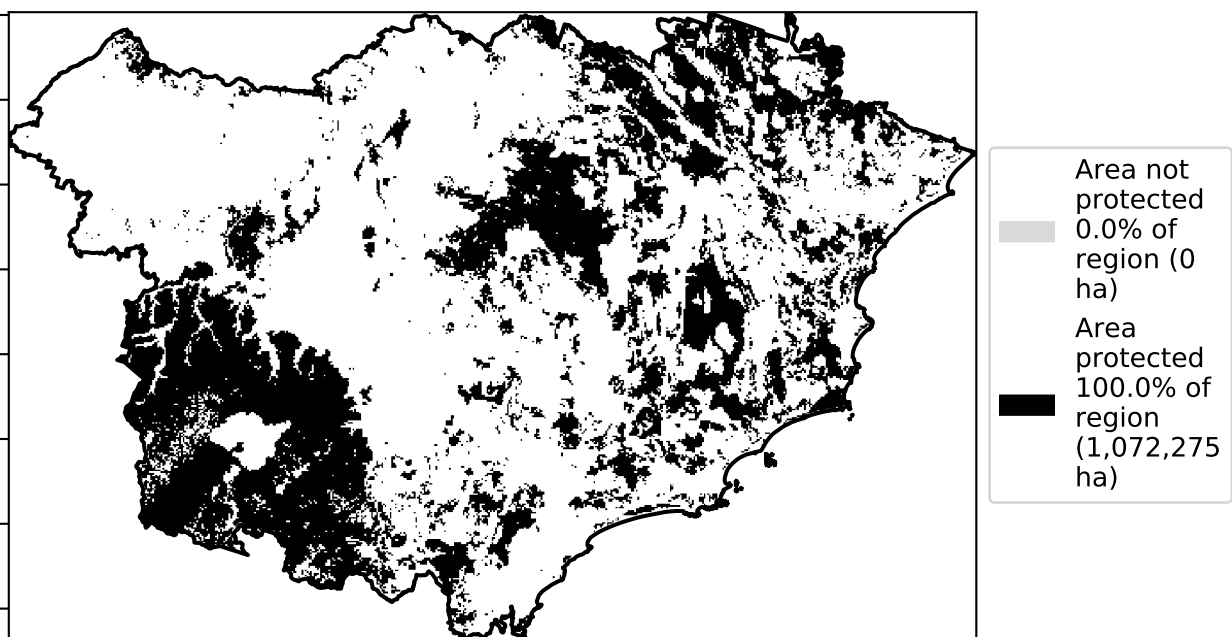 Area not
protected
0.0% of
region (0
ha)
Area
protected
100.0% of
region
(1,072,275
ha)